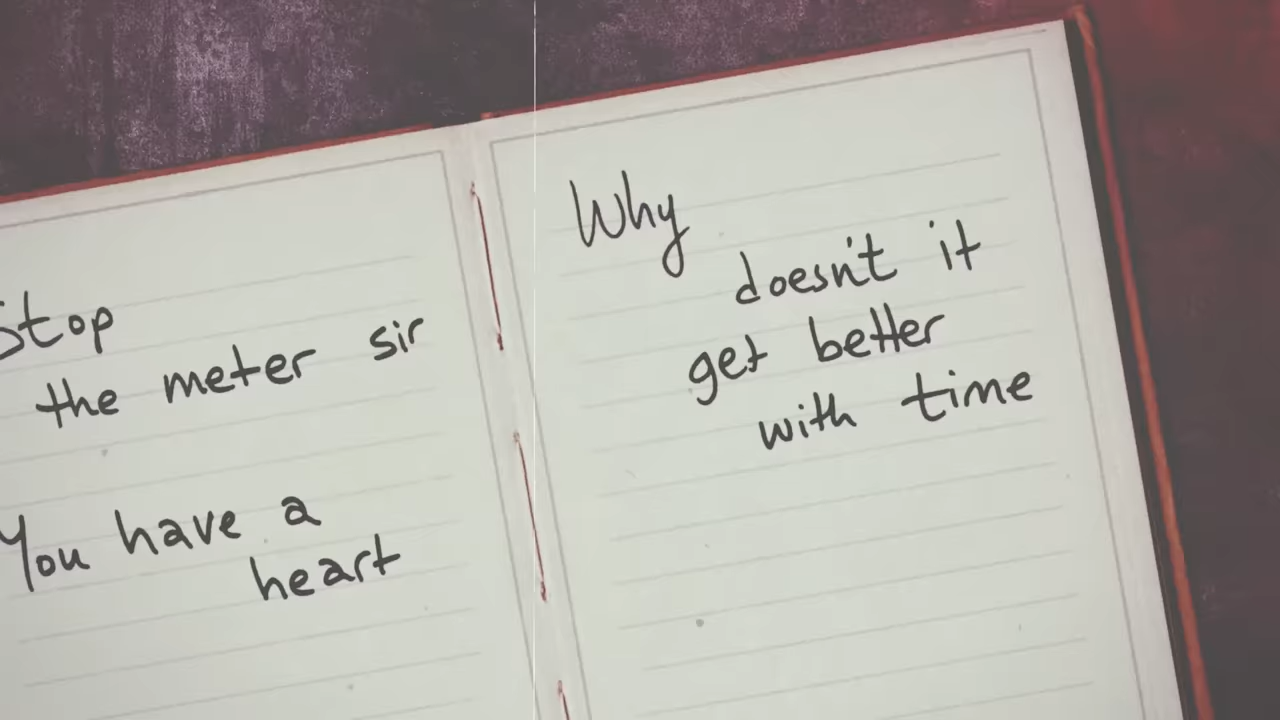 Stop
the meter sir
You have a
heart
Why
doesn't it
get better
with time